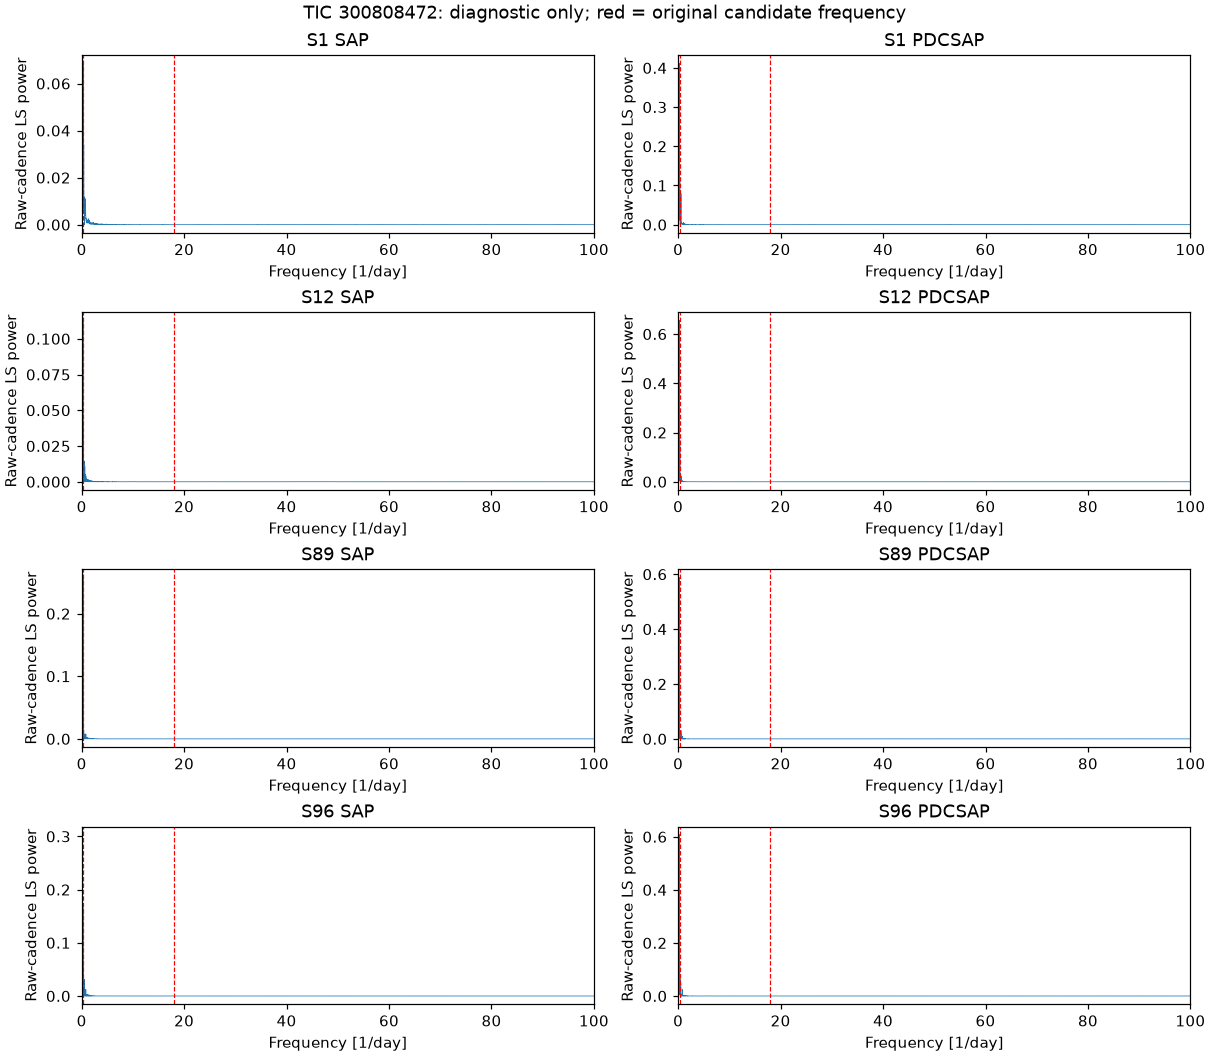 TIC 300808472: diagnostic only; red = original candidate frequency
S1 SAP
Raw-cadence LS power
0.06
0.04
0.02
0.00
0 20 40 60 80 100
Frequency [1/day]
S1 PDCSAP
Raw-cadence LS power
0.4
0.3
0.2
0.1
0.0
0 20 40 60 80 100
Frequency [1/day]
S12 SAP
Raw-cadence LS power
0.100
0.075
0.050
0.025
0.000
0 20 40 60 80 100
Frequency [1/day]
S12 PDCSAP
Raw-cadence LS power
0.6
0.4
0.2
0.0
0 20 40 60 80 100
Frequency [1/day]
S89 SAP
Raw-cadence LS power
0.2
0.1
0.0
0 20 40 60 80 100
Frequency [1/day]
S89 PDCSAP
Raw-cadence LS power
0.6
0.4
0.2
0.0
0 20 40 60 80 100
Frequency [1/day]
S96 SAP
Raw-cadence LS power
0.3
0.2
0.1
0.0
0 20 40 60 80 100
Frequency [1/day]
S96 PDCSAP
Raw-cadence LS power
0.6
0.4
0.2
0.0
0 20 40 60 80 100
Frequency [1/day]